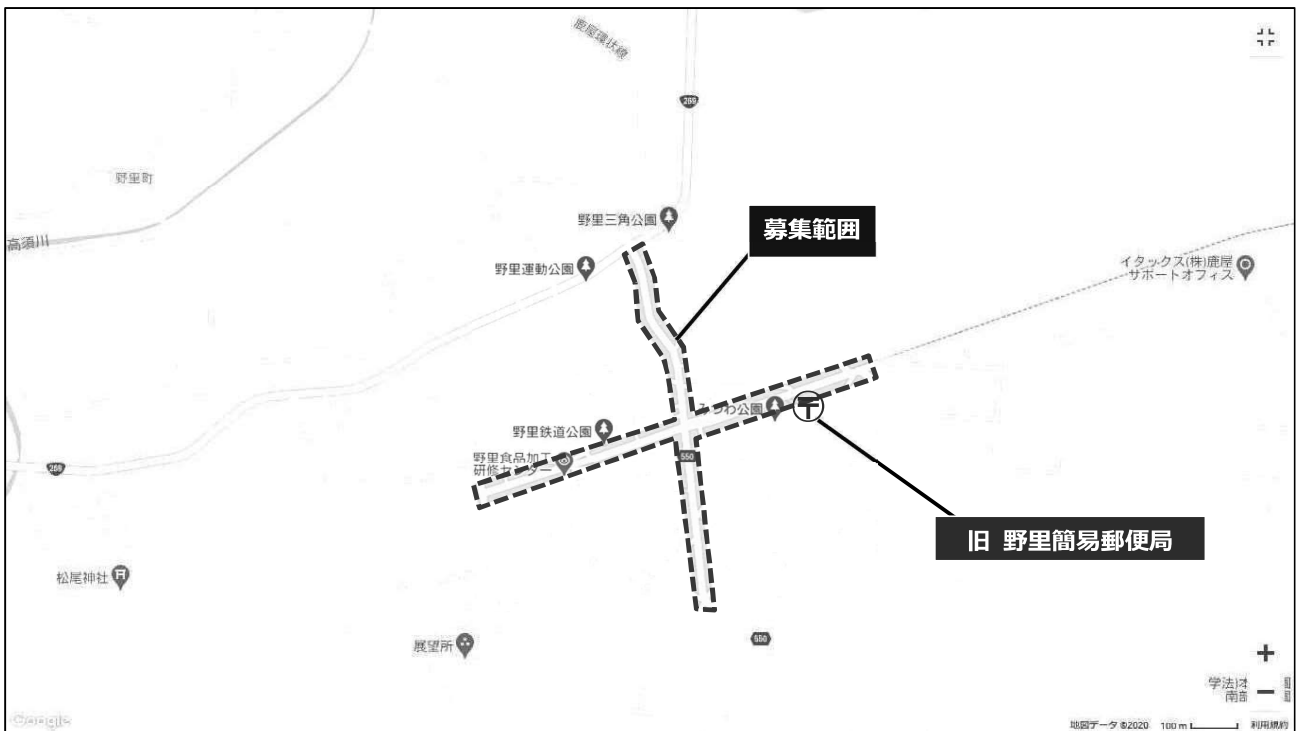 鹿屋環状線
269
野里町
野里三角公園
募集範囲
高須川
野里運動公園
イタックス(株)鹿屋
サポートオフィス
みつわ公園
野里鉄道公園
野里食品加工
研修センター
550
269
旧 野里簡易郵便局
松尾神社
550
展望所
学法)
南部
Google
地図データ ©2020 100 m 利用規約